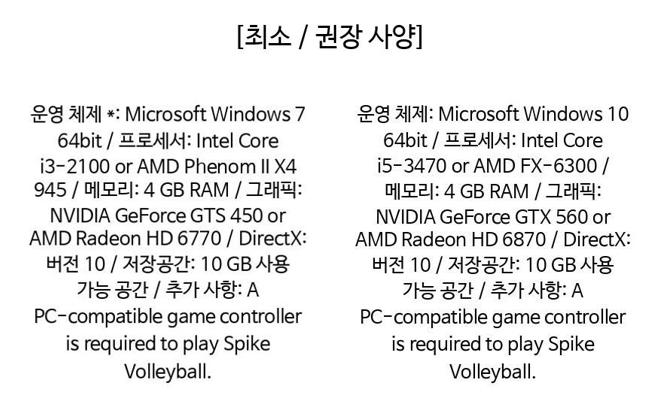 [최소 / 권장 사양]
운영 체제 *: Microsoft Windows 7
64bit / 프로세서: Intel Core
i3-2100 or AMD Phenom II X4
945 / 메모리: 4 GB RAM / 그래픽:
NVIDIA GeForce GTS 450 or
AMD Radeon HD 6770 / DirectX:
버전 10 / 저장공간: 10 GB 사용
가능 공간 / 추가 사항: A
PC-compatible game controller
is required to play Spike
Volleyball.
운영 체제: Microsoft Windows 10
64bit / 프로세서: Intel Core
i5-3470 or AMD FX-6300 /
메모리: 4 GB RAM / 그래픽:
NVIDIA GeForce GTX 560 or
AMD Radeon HD 6870 / DirectX:
버전 10 / 저장공간: 10 GB 사용
가능 공간 / 추가 사항: A
PC-compatible game controller
is required to play Spike
Volleyball.